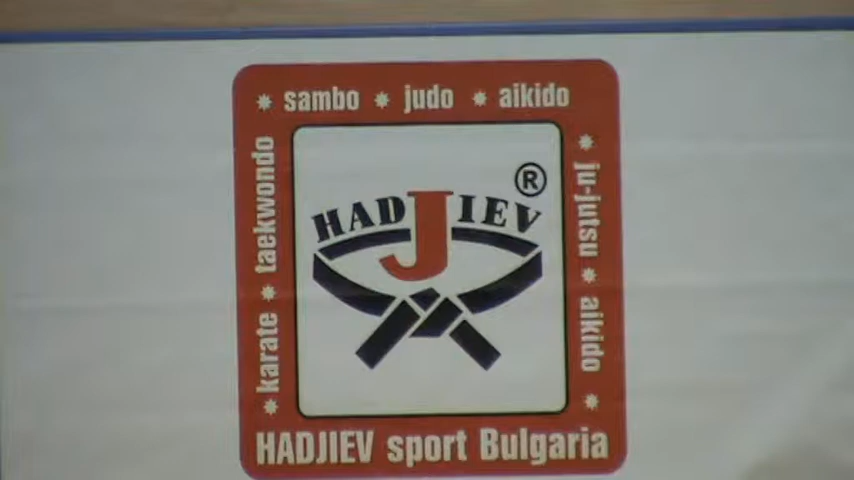 * sambo * judo * aikido
* ju-jutsu * aikido *
* karate * taekwondo
®
HADJIEV
HADJIEV sport Bulgaria